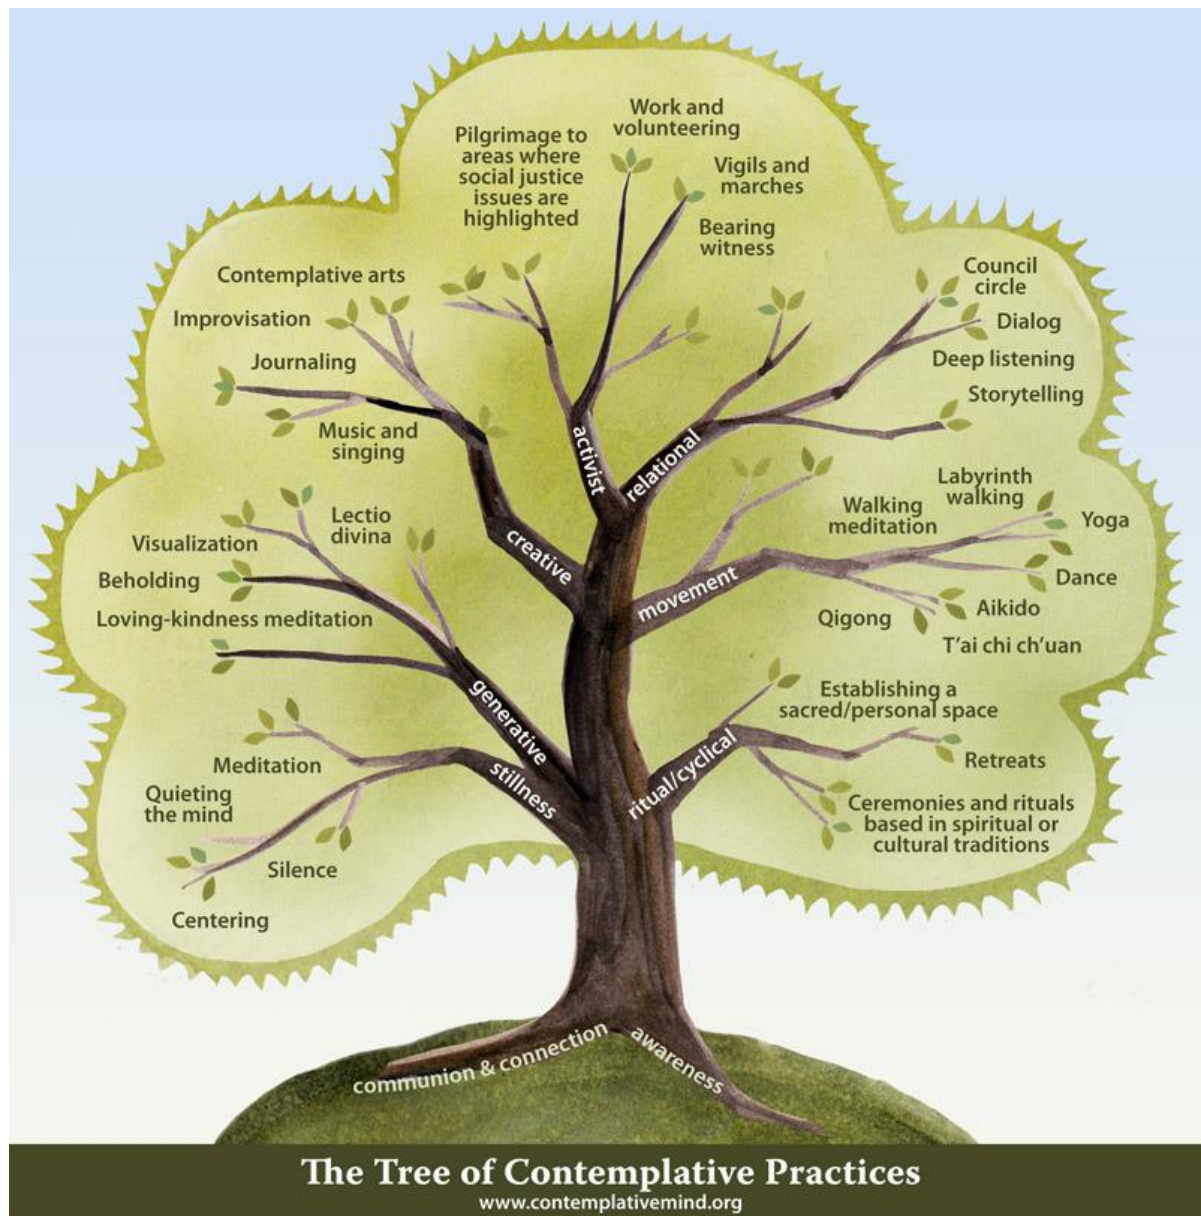 Work and
volunteering
Pilgrimage to
areas where
social justice
issues are
highlighted
Vigils and
marches
Bearing
witness
Council
circle
Dialog
Deep listening
Storytelling
Contemplative arts
Improvisation
Journaling
Music and
singing
activist
relational
Labyrinth
walking
Walking
meditation
Yoga
Dance
Aikido
Qigong
T'ai chi ch'uan
Lectio
divina
Visualization
Beholding
Loving-kindness meditation
creative
movement
generative
stillness
ritual/cyclical
Establishing a
sacred/personal space
Retreats
Ceremonies and rituals
based in spiritual or
cultural traditions
Meditation
Quieting
the mind
Silence
Centering
communion & connection
awareness
The Tree of Contemplative Practices
www.contemplativemind.org